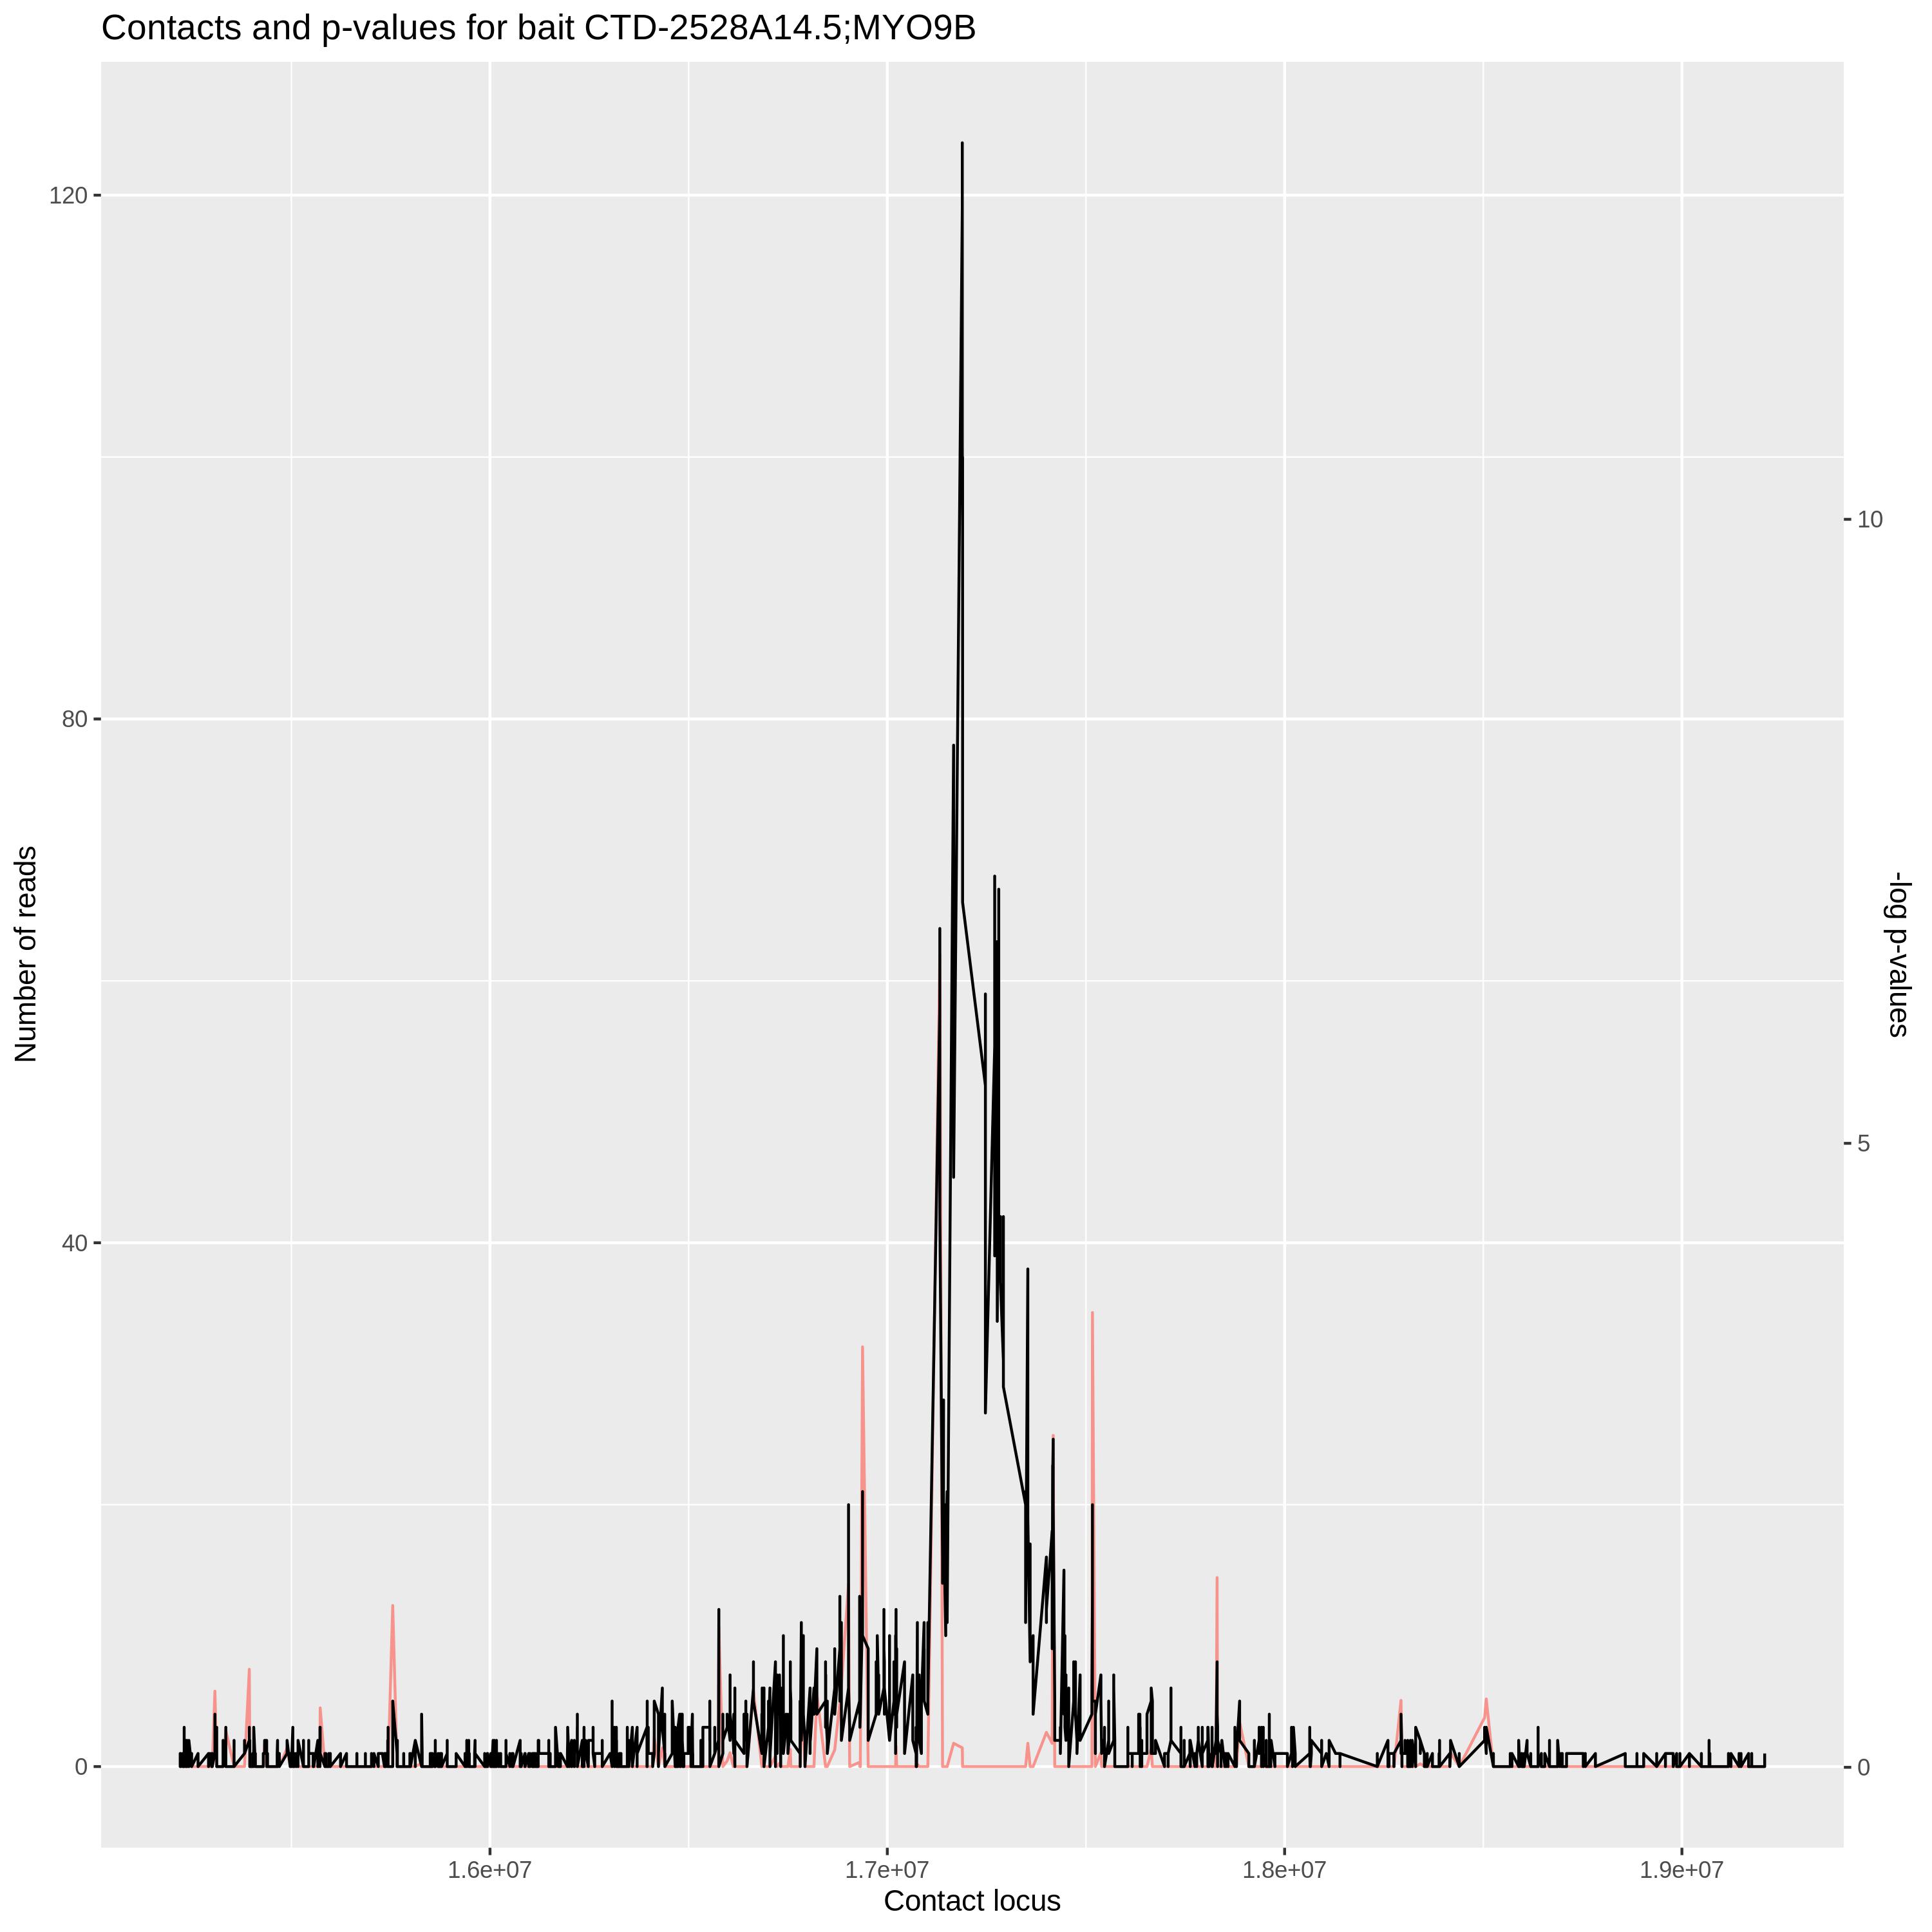 Contacts and p-values for bait CTD-2528A14.5;MYO9B
120
80
40
0
Number of reads
10
5
0
-log p-values
1.6e+07 1.7e+07 1.8e+07 1.9e+07
Contact locus